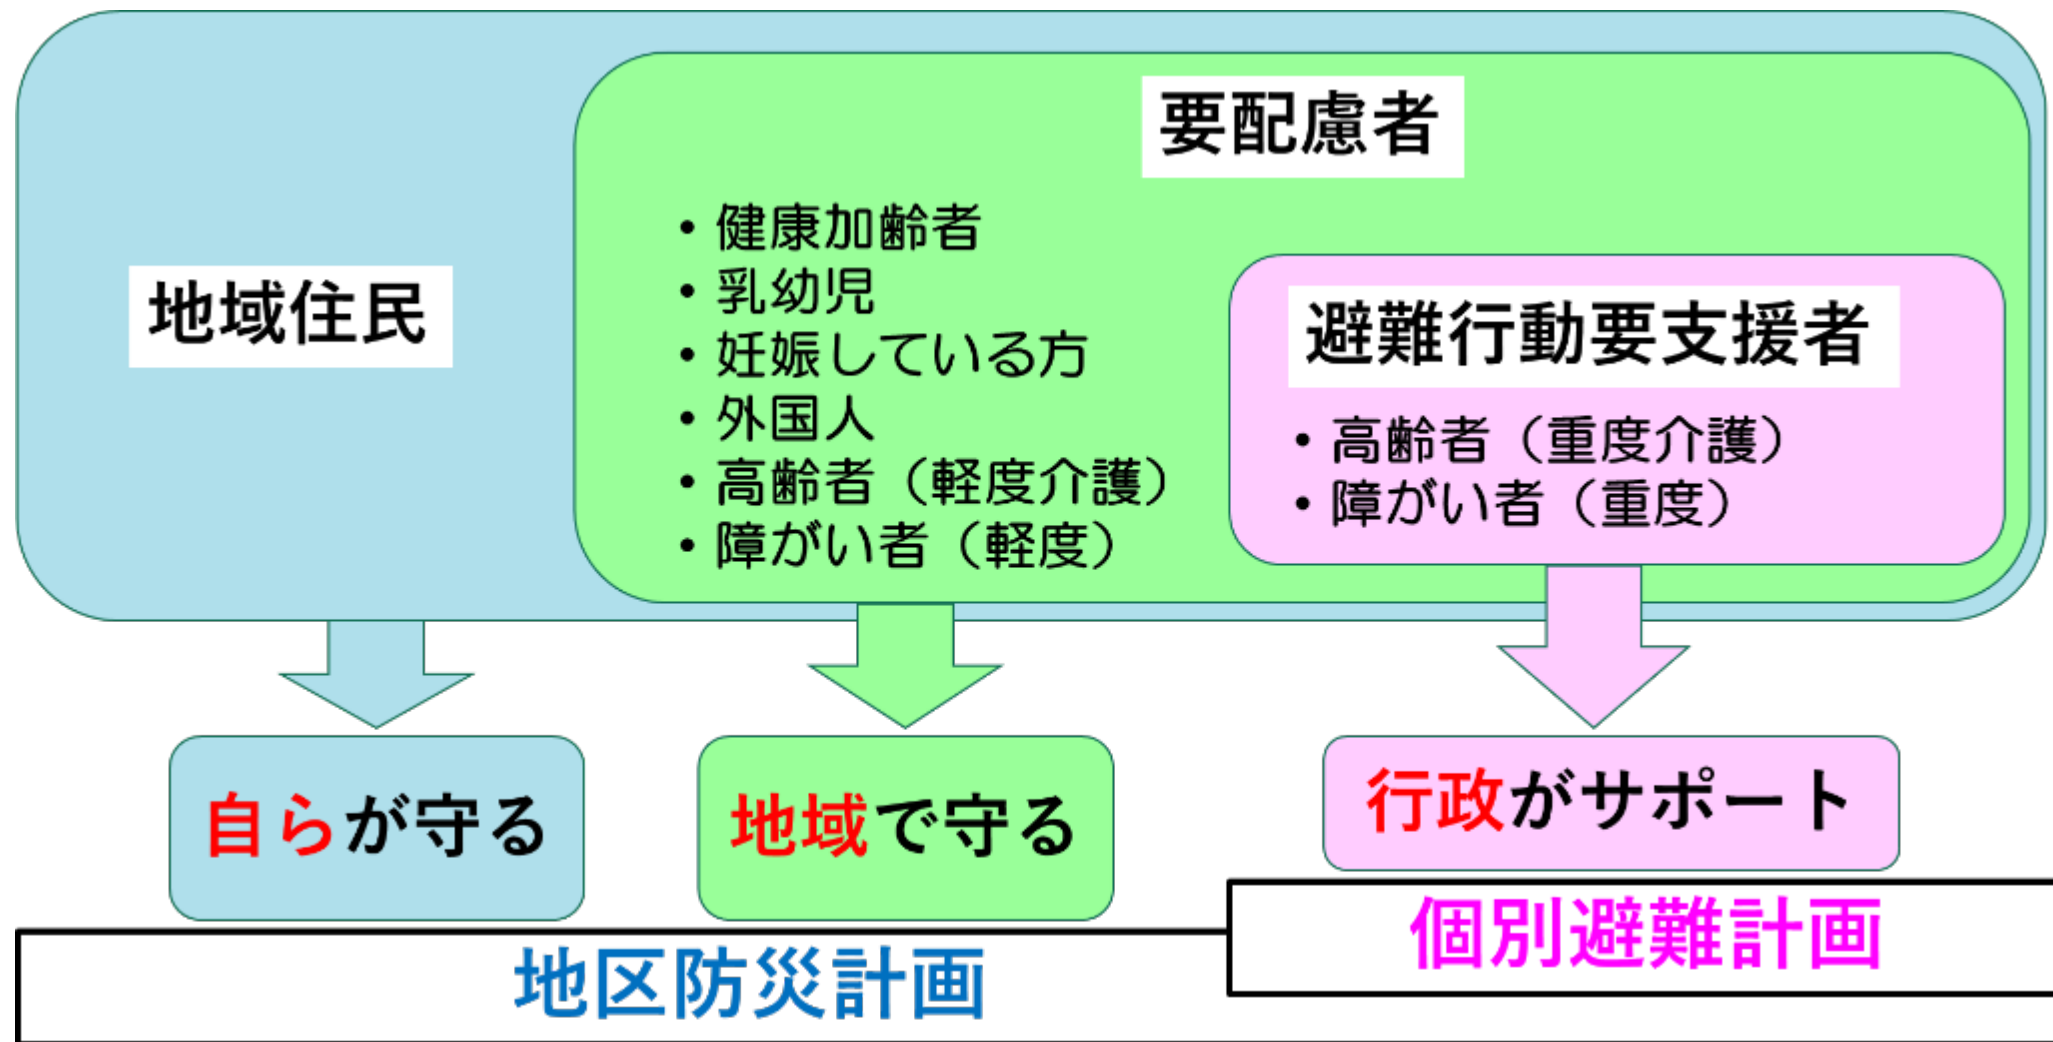 要配慮者
・健康加齢者
・乳幼児
・妊娠している方
・外国人
・高齢者（軽度介護）
・障がい者（軽度）
地域住民
避難行動要支援者
・高齢者（重度介護）
・障がい者（重度）
自らが守る
地域で守る
行政がサポート
個別避難計画
地区防災計画